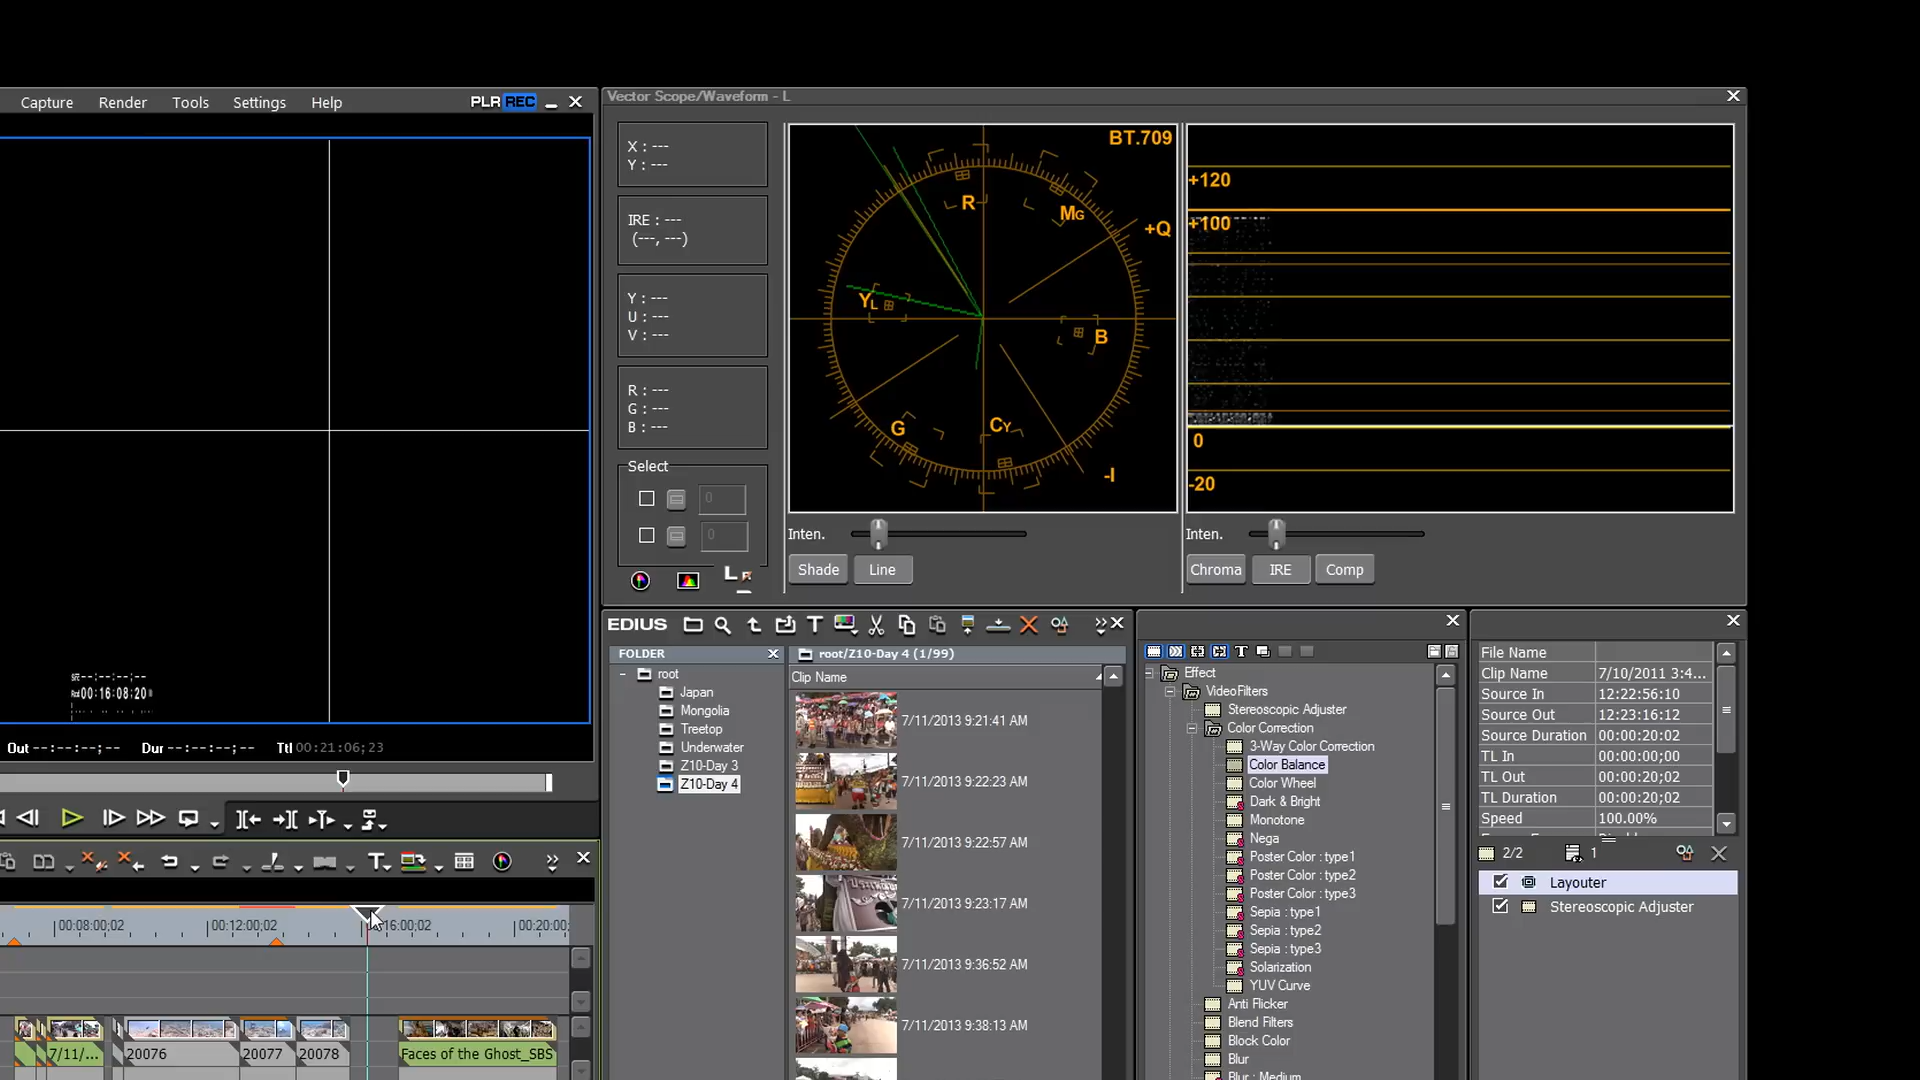 Capture Render Tools Settings Help PLR REC
Vector Scope/Waveform - L
X : ---
Y : ---
IRE : ---
(---, ---)
Y : ---
U : ---
V : ---
R : ---
G : ---
B : ---
Select
0
0
BT.709
R
MG
+Q
YL
B
G
CY
-I
+120
+100
0
-20
Inten.
Shade Line
Inten.
Chroma IRE Comp
L R
00:16:08;20
Out --:--:--;-- Dur --:--:--;-- Ttl 00:21:06;23
00:08:00;02 00:12:00;02 16:00;02 00:20:00;
7/11/... 20076 20077 20078 Faces of the Ghost_SBS
EDIUS
FOLDER
root
Japan
Mongolia
Treetop
Underwater
Z10-Day 3
Z10-Day 4
root/Z10-Day 4 (1/99)
Clip Name
7/11/2013 9:21:41 AM
7/11/2013 9:22:23 AM
7/11/2013 9:22:57 AM
7/11/2013 9:23:17 AM
7/11/2013 9:36:52 AM
7/11/2013 9:38:13 AM
Effect
VideoFilters
Stereoscopic Adjuster
Color Correction
3-Way Color Correction
Color Balance
Color Wheel
Dark & Bright
Monotone
Nega
Poster Color : type1
Poster Color : type2
Poster Color : type3
Sepia : type1
Sepia : type2
Sepia : type3
Solarization
YUV Curve
Anti Flicker
Blend Filters
Block Color
Blur
Blur : Medium
File Name
Clip Name 7/10/2011 3:4...
Source In 12:22:56:10
Source Out 12:23:16:12
Source Duration 00:00:20:02
TL In 00:00:00;00
TL Out 00:00:20;02
TL Duration 00:00:20;02
Speed 100.00%
2/2 1
Layouter
Stereoscopic Adjuster